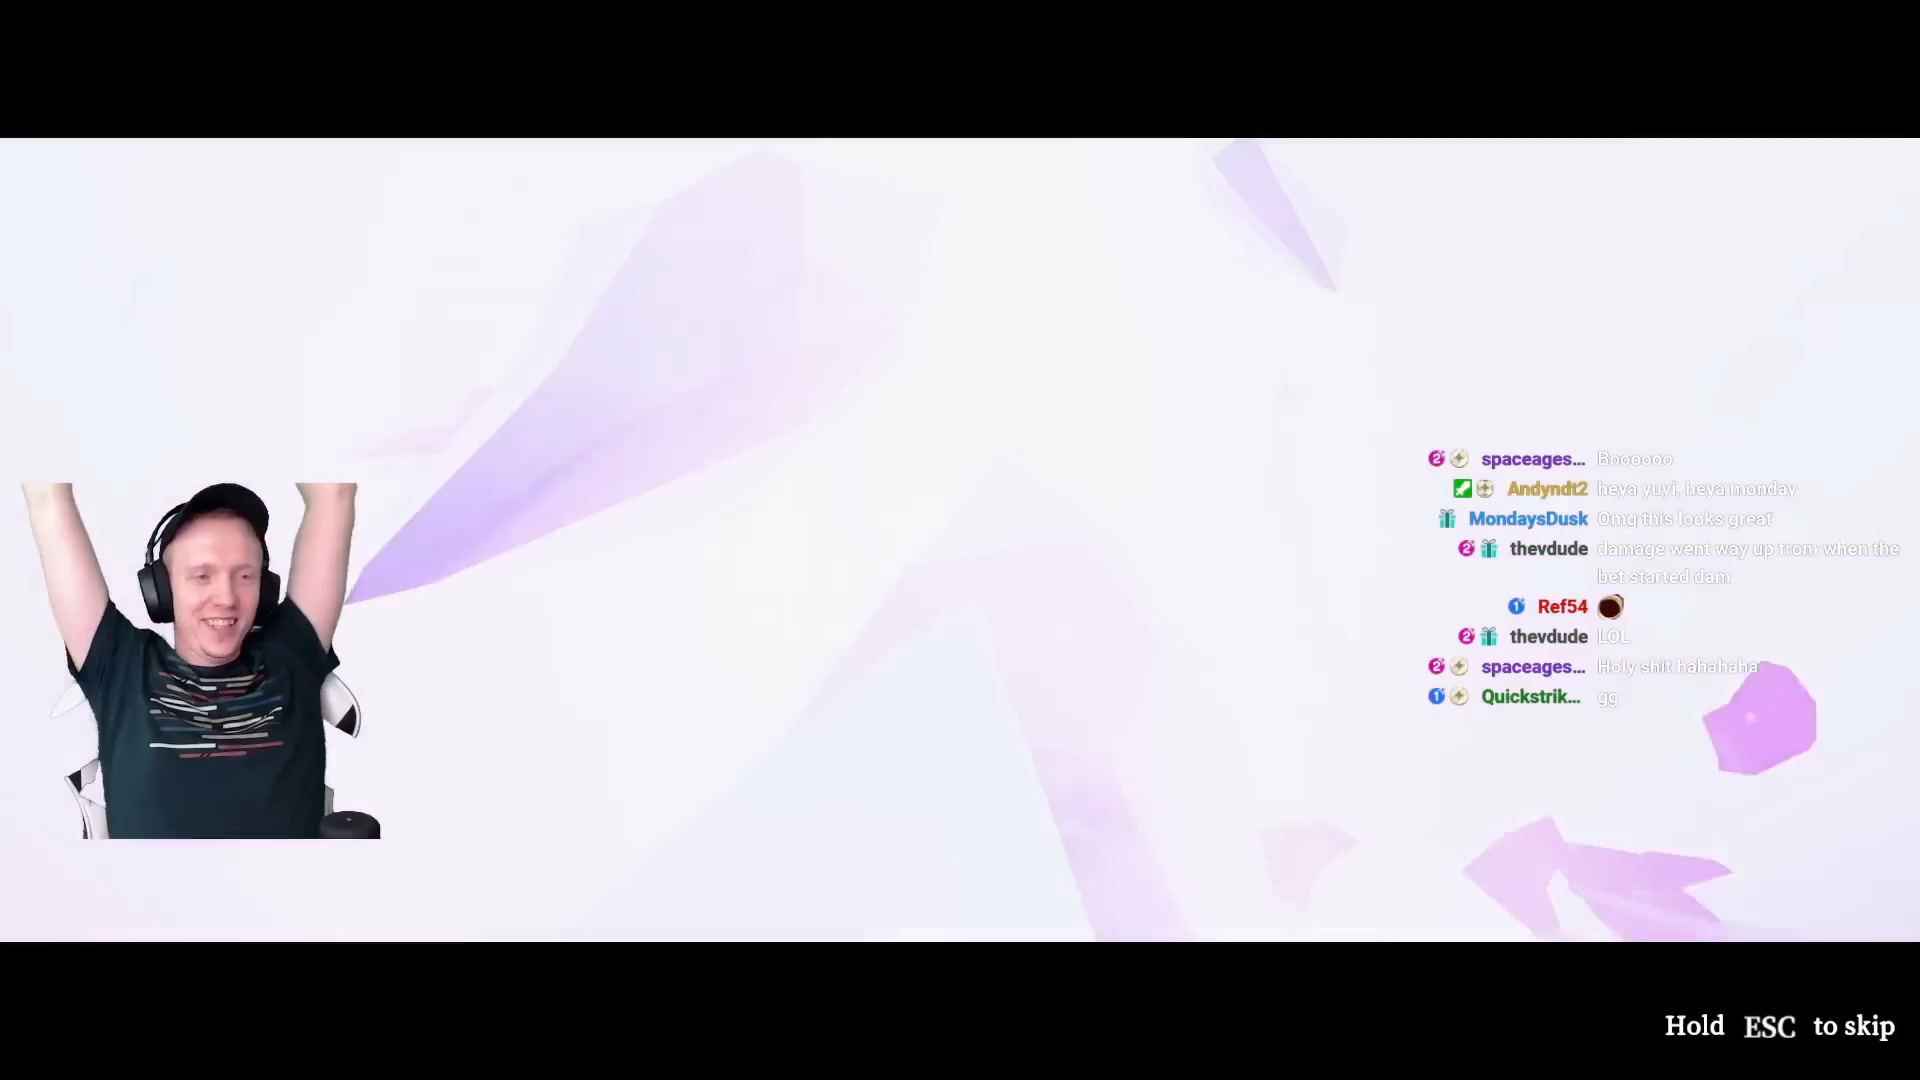 spaceages... Boooooo
Andyndt2 heya yuyi, heya monday
MondaysDusk Omg this looks great
thevdude damage went way up from when the
bet started dam
Ref54
thevdude LOL
spaceages... Holy shit hahahaha
Quickstrik... gg
Hold ESC to skip